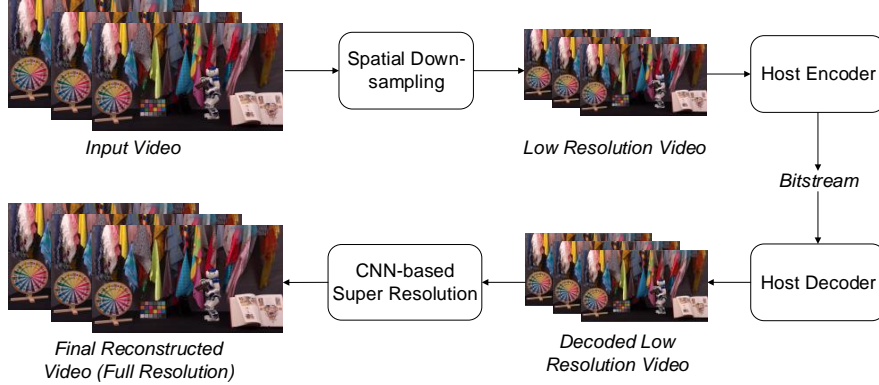 Spatial Down-
sampling
Host Encoder
Input Video
Low Resolution Video
Bitstream
CNN-based
Super Resolution
Host Decoder
Final Reconstructed
Video (Full Resolution)
Decoded Low
Resolution Video